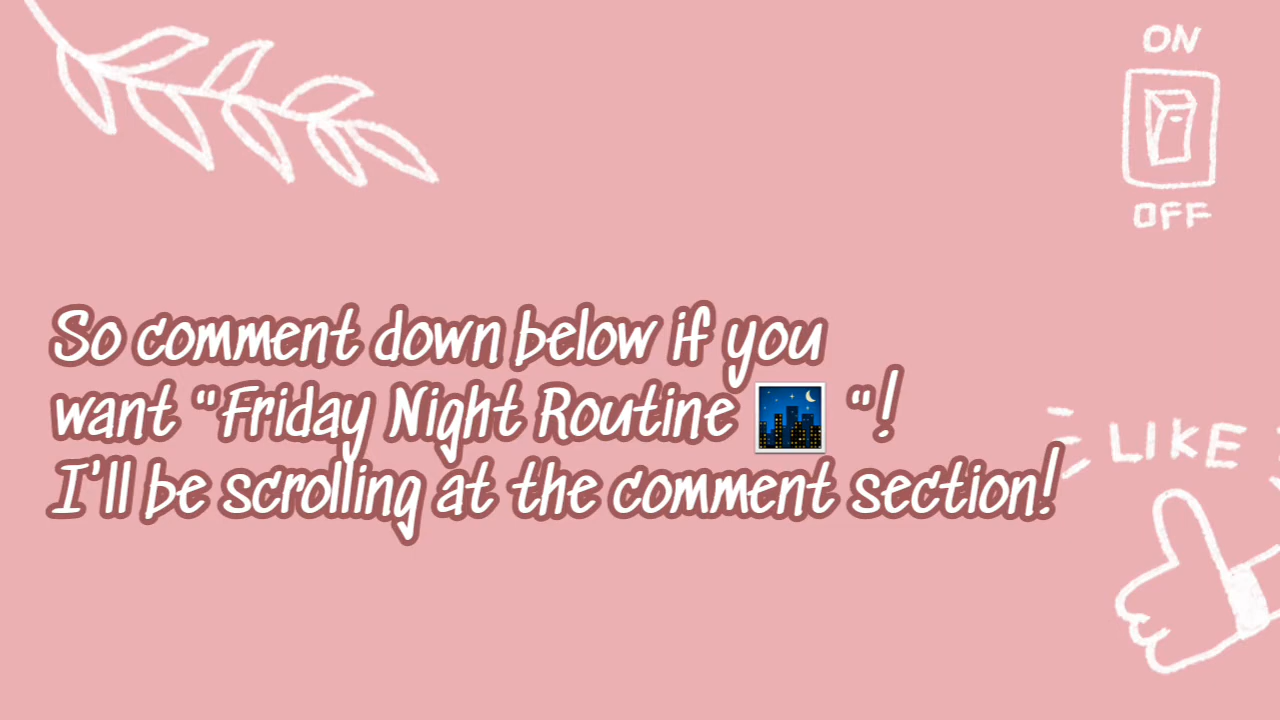 ON
OFF
So comment down below if you
want "Friday Night Routine 🌃 "!
I'll be scrolling at the comment section!
LIKE